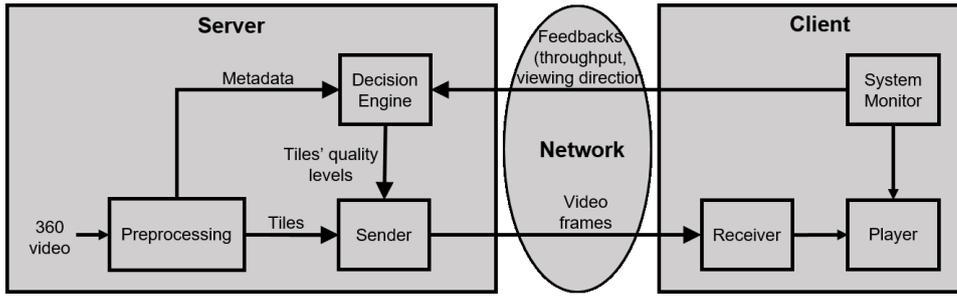 Server
Client
Feedbacks
(throughput,
viewing direction
Metadata
Decision
Engine
System
Monitor
Network
Tiles' quality
levels
360
video
Preprocessing
Tiles
Sender
Video
frames
Receiver
Player